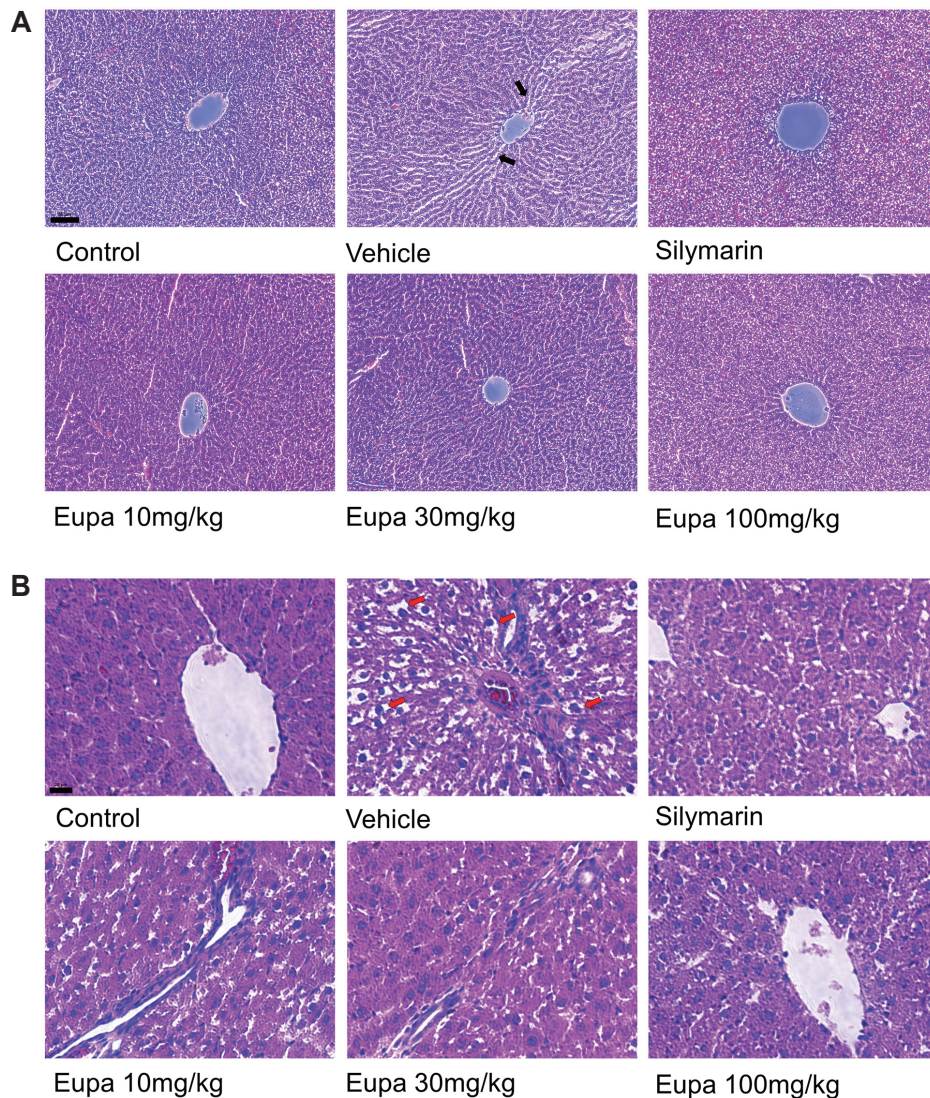 A
Control
Vehicle
Silymarin
Eupa 10mg/kg
Eupa 30mg/kg
Eupa 100mg/kg
B
Control
Vehicle
Silymarin
Eupa 10mg/kg
Eupa 30mg/kg
Eupa 100mg/kg